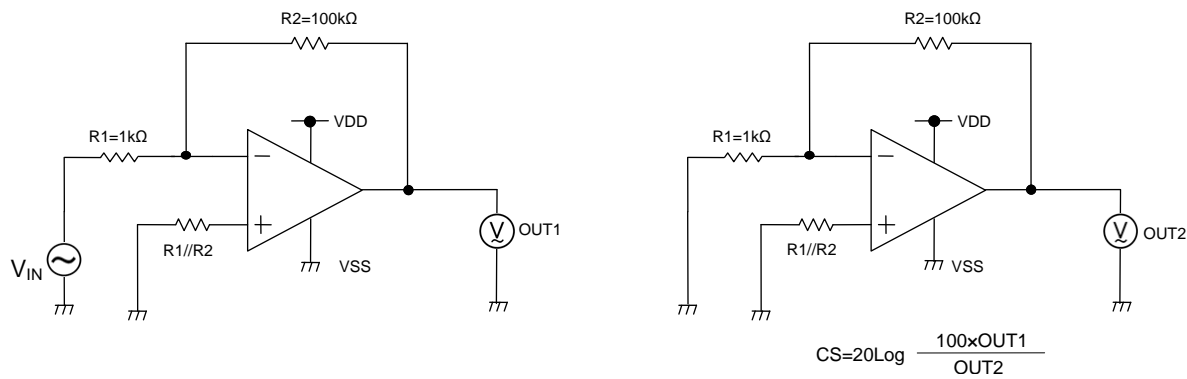 R2=100kΩ
R1=1kΩ
VDD
−
+
R1//R2
VSS
V
OUT1
VIN
R2=100kΩ
R1=1kΩ
VDD
−
+
R1//R2
VSS
V
OUT2
CS=20Log 100×OUT1
OUT2